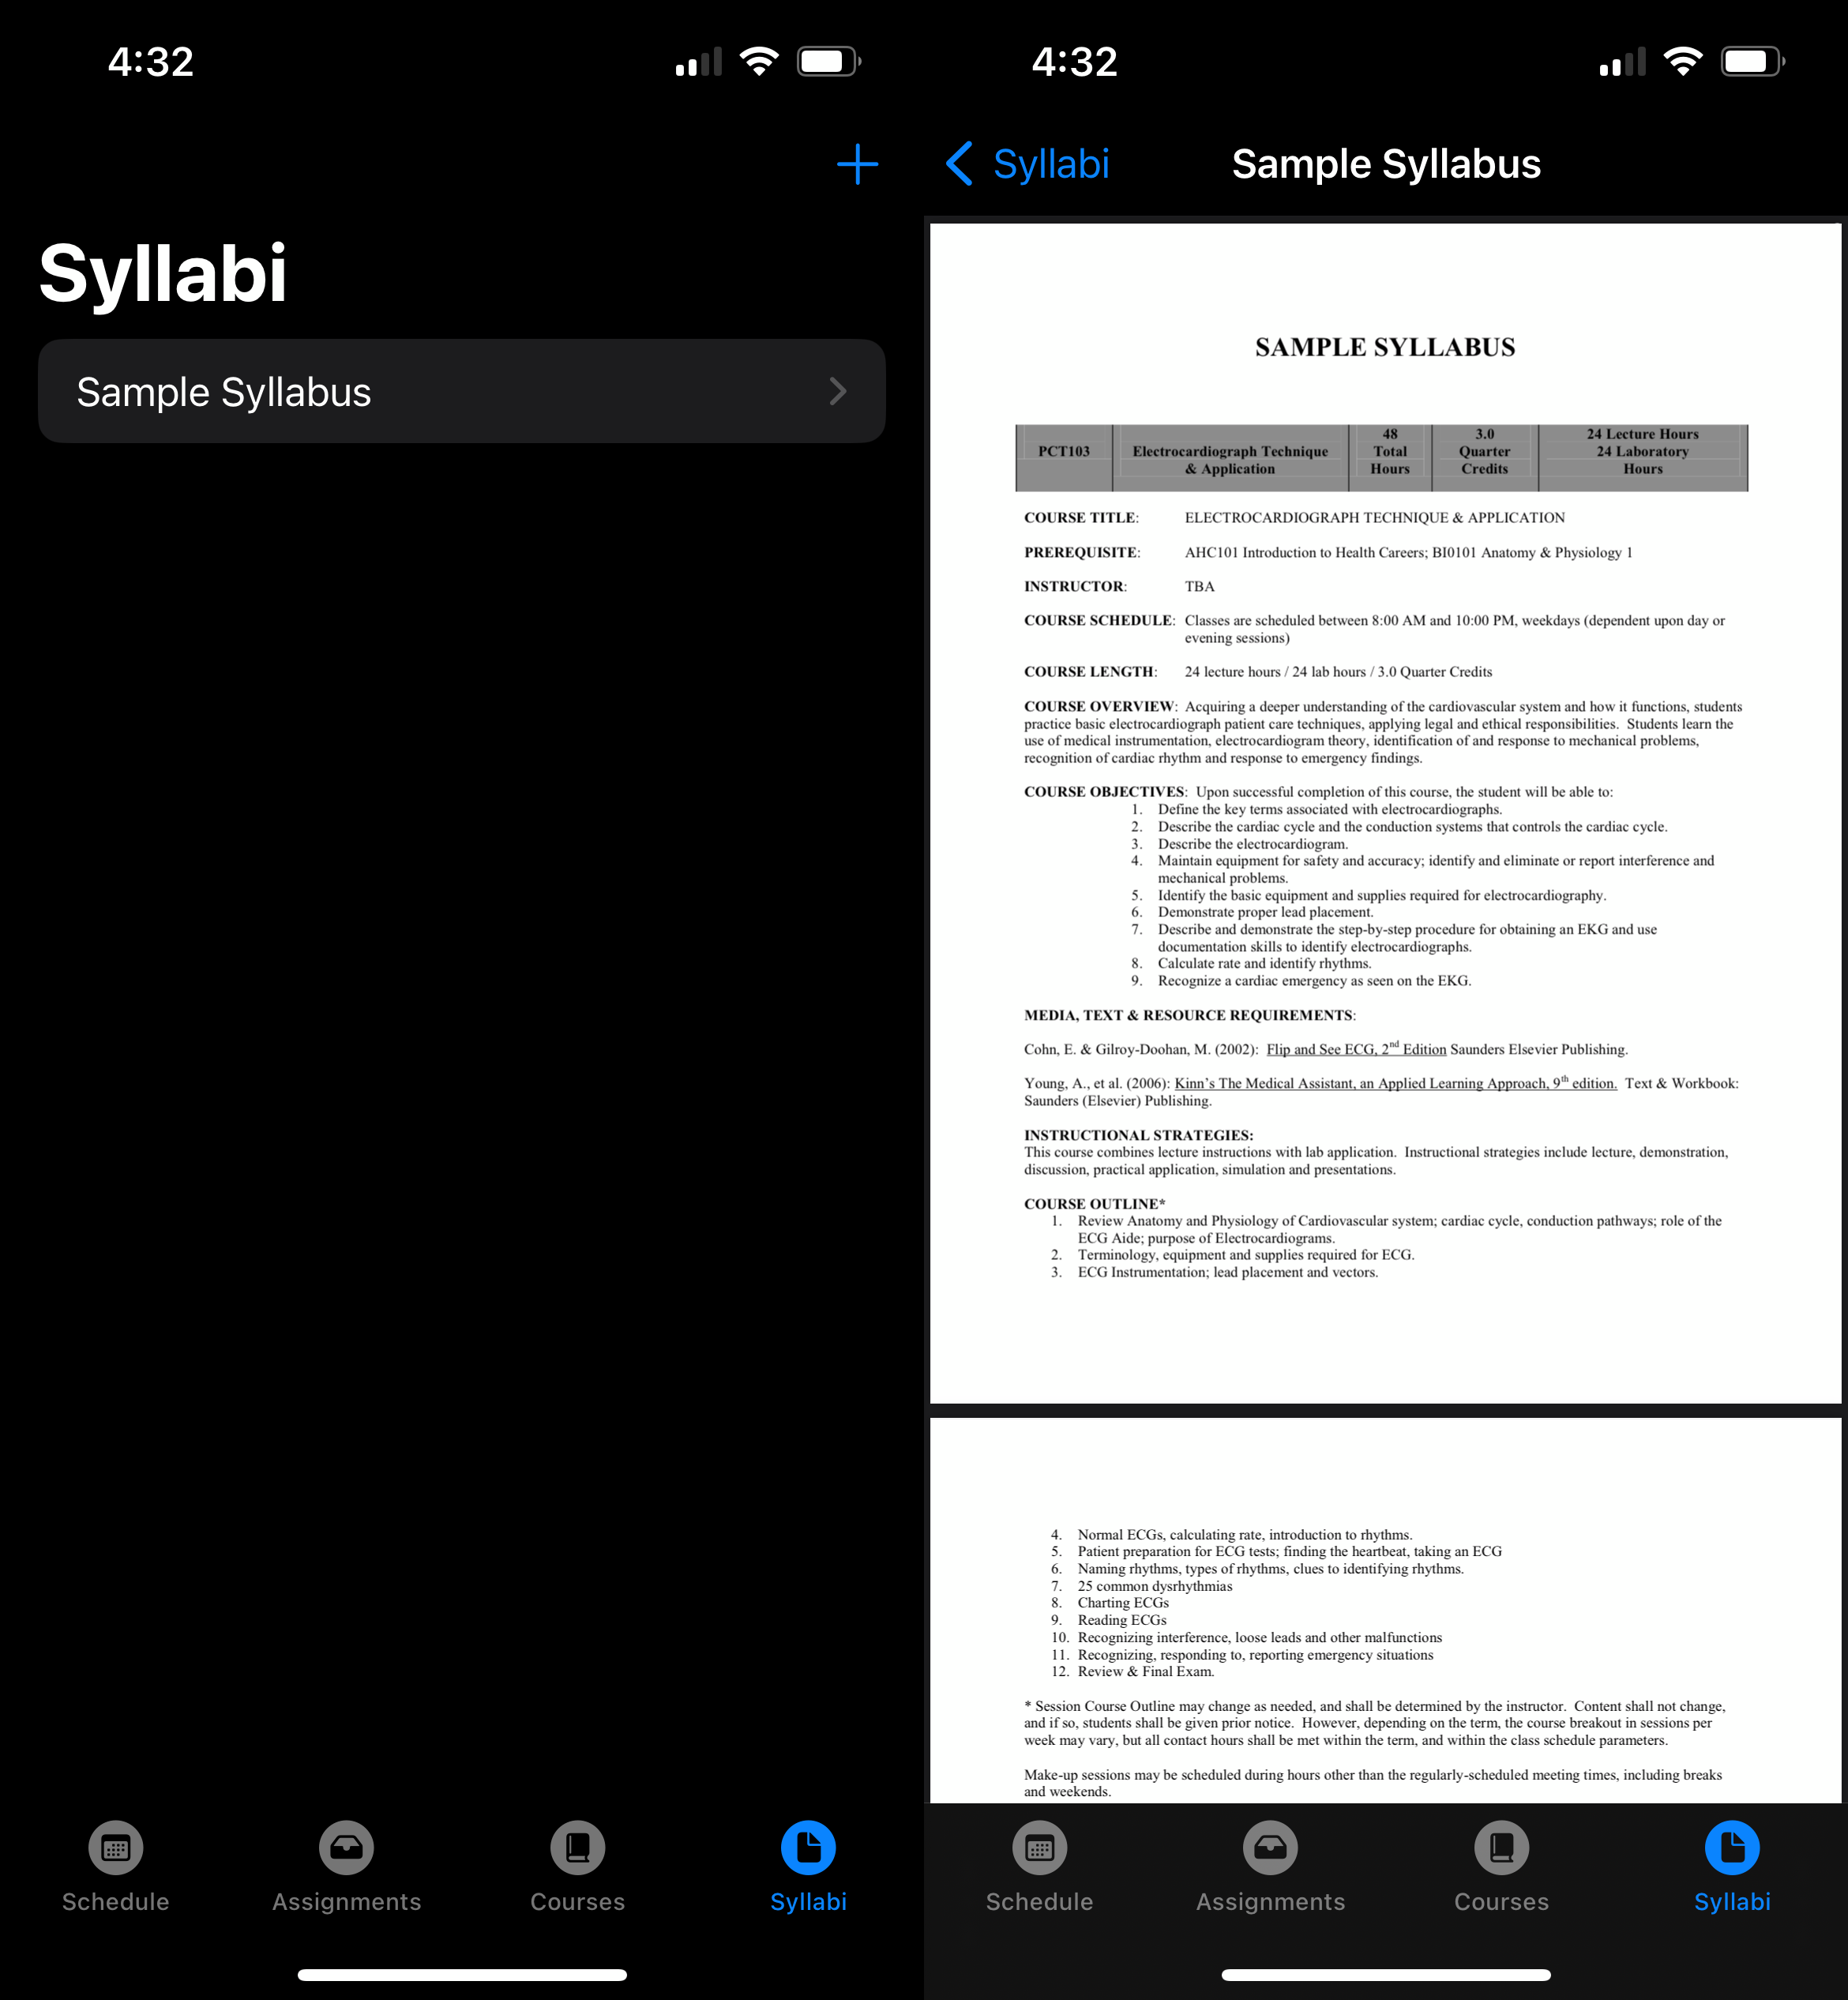 4:32
Syllabi
Sample Syllabus
Schedule
Assignments
Courses
Syllabi
4:32
Syllabi
Sample Syllabus
SAMPLE SYLLABUS
PCT103
Electrocardiograph Technique
& Application
48
Total
Hours
3.0
Quarter
Credits
24 Lecture Hours
24 Laboratory
Hours
COURSE TITLE: ELECTROCARDIOGRAPH TECHNIQUE & APPLICATION
PREREQUISITE: AHC101 Introduction to Health Careers; BI0101 Anatomy & Physiology 1
INSTRUCTOR: TBA
COURSE SCHEDULE: Classes are scheduled between 8:00 AM and 10:00 PM, weekdays (dependent upon day or
evening sessions)
COURSE LENGTH: 24 lecture hours / 24 lab hours / 3.0 Quarter Credits
COURSE OVERVIEW: Acquiring a deeper understanding of the cardiovascular system and how it functions, students
practice basic electrocardiograph patient care techniques, applying legal and ethical responsibilities. Students learn the
use of medical instrumentation, electrocardiogram theory, identification of and response to mechanical problems,
recognition of cardiac rhythm and response to emergency findings.
COURSE OBJECTIVES: Upon successful completion of this course, the student will be able to:
1. Define the key terms associated with electrocardiographs.
2. Describe the cardiac cycle and the conduction systems that controls the cardiac cycle.
3. Describe the electrocardiogram.
4. Maintain equipment for safety and accuracy; identify and eliminate or report interference and
mechanical problems.
5. Identify the basic equipment and supplies required for electrocardiography.
6. Demonstrate proper lead placement.
7. Describe and demonstrate the step-by-step procedure for obtaining an EKG and use
documentation skills to identify electrocardiographs.
8. Calculate rate and identify rhythms.
9. Recognize a cardiac emergency as seen on the EKG.
MEDIA, TEXT & RESOURCE REQUIREMENTS:
Cohn, E. & Gilroy-Doohan, M. (2002): Flip and See ECG, 2nd Edition Saunders Elsevier Publishing.
Young, A., et al. (2006): Kinn's The Medical Assistant, an Applied Learning Approach, 9th edition. Text & Workbook:
Saunders (Elsevier) Publishing.
INSTRUCTIONAL STRATEGIES:
This course combines lecture instructions with lab application. Instructional strategies include lecture, demonstration,
discussion, practical application, simulation and presentations.
COURSE OUTLINE*
1. Review Anatomy and Physiology of Cardiovascular system; cardiac cycle, conduction pathways; role of the
ECG Aide; purpose of Electrocardiograms.
2. Terminology, equipment and supplies required for ECG.
3. ECG Instrumentation; lead placement and vectors.
4. Normal ECGs, calculating rate, introduction to rhythms.
5. Patient preparation for ECG tests; finding the heartbeat, taking an ECG
6. Naming rhythms, types of rhythms, clues to identifying rhythms.
7. 25 common dysrhythmias
8. Charting ECGs
9. Reading ECGs
10. Recognizing interference, loose leads and other malfunctions
11. Recognizing, responding to, reporting emergency situations
12. Review & Final Exam.
* Session Course Outline may change as needed, and shall be determined by the instructor. Content shall not change,
and if so, students shall be given prior notice. However, depending on the term, the course breakout in sessions per
week may vary, but all contact hours shall be met within the term, and within the class schedule parameters.
Make-up sessions may be scheduled during hours other than the regularly-scheduled meeting times, including breaks
and weekends.
Schedule
Assignments
Courses
Syllabi